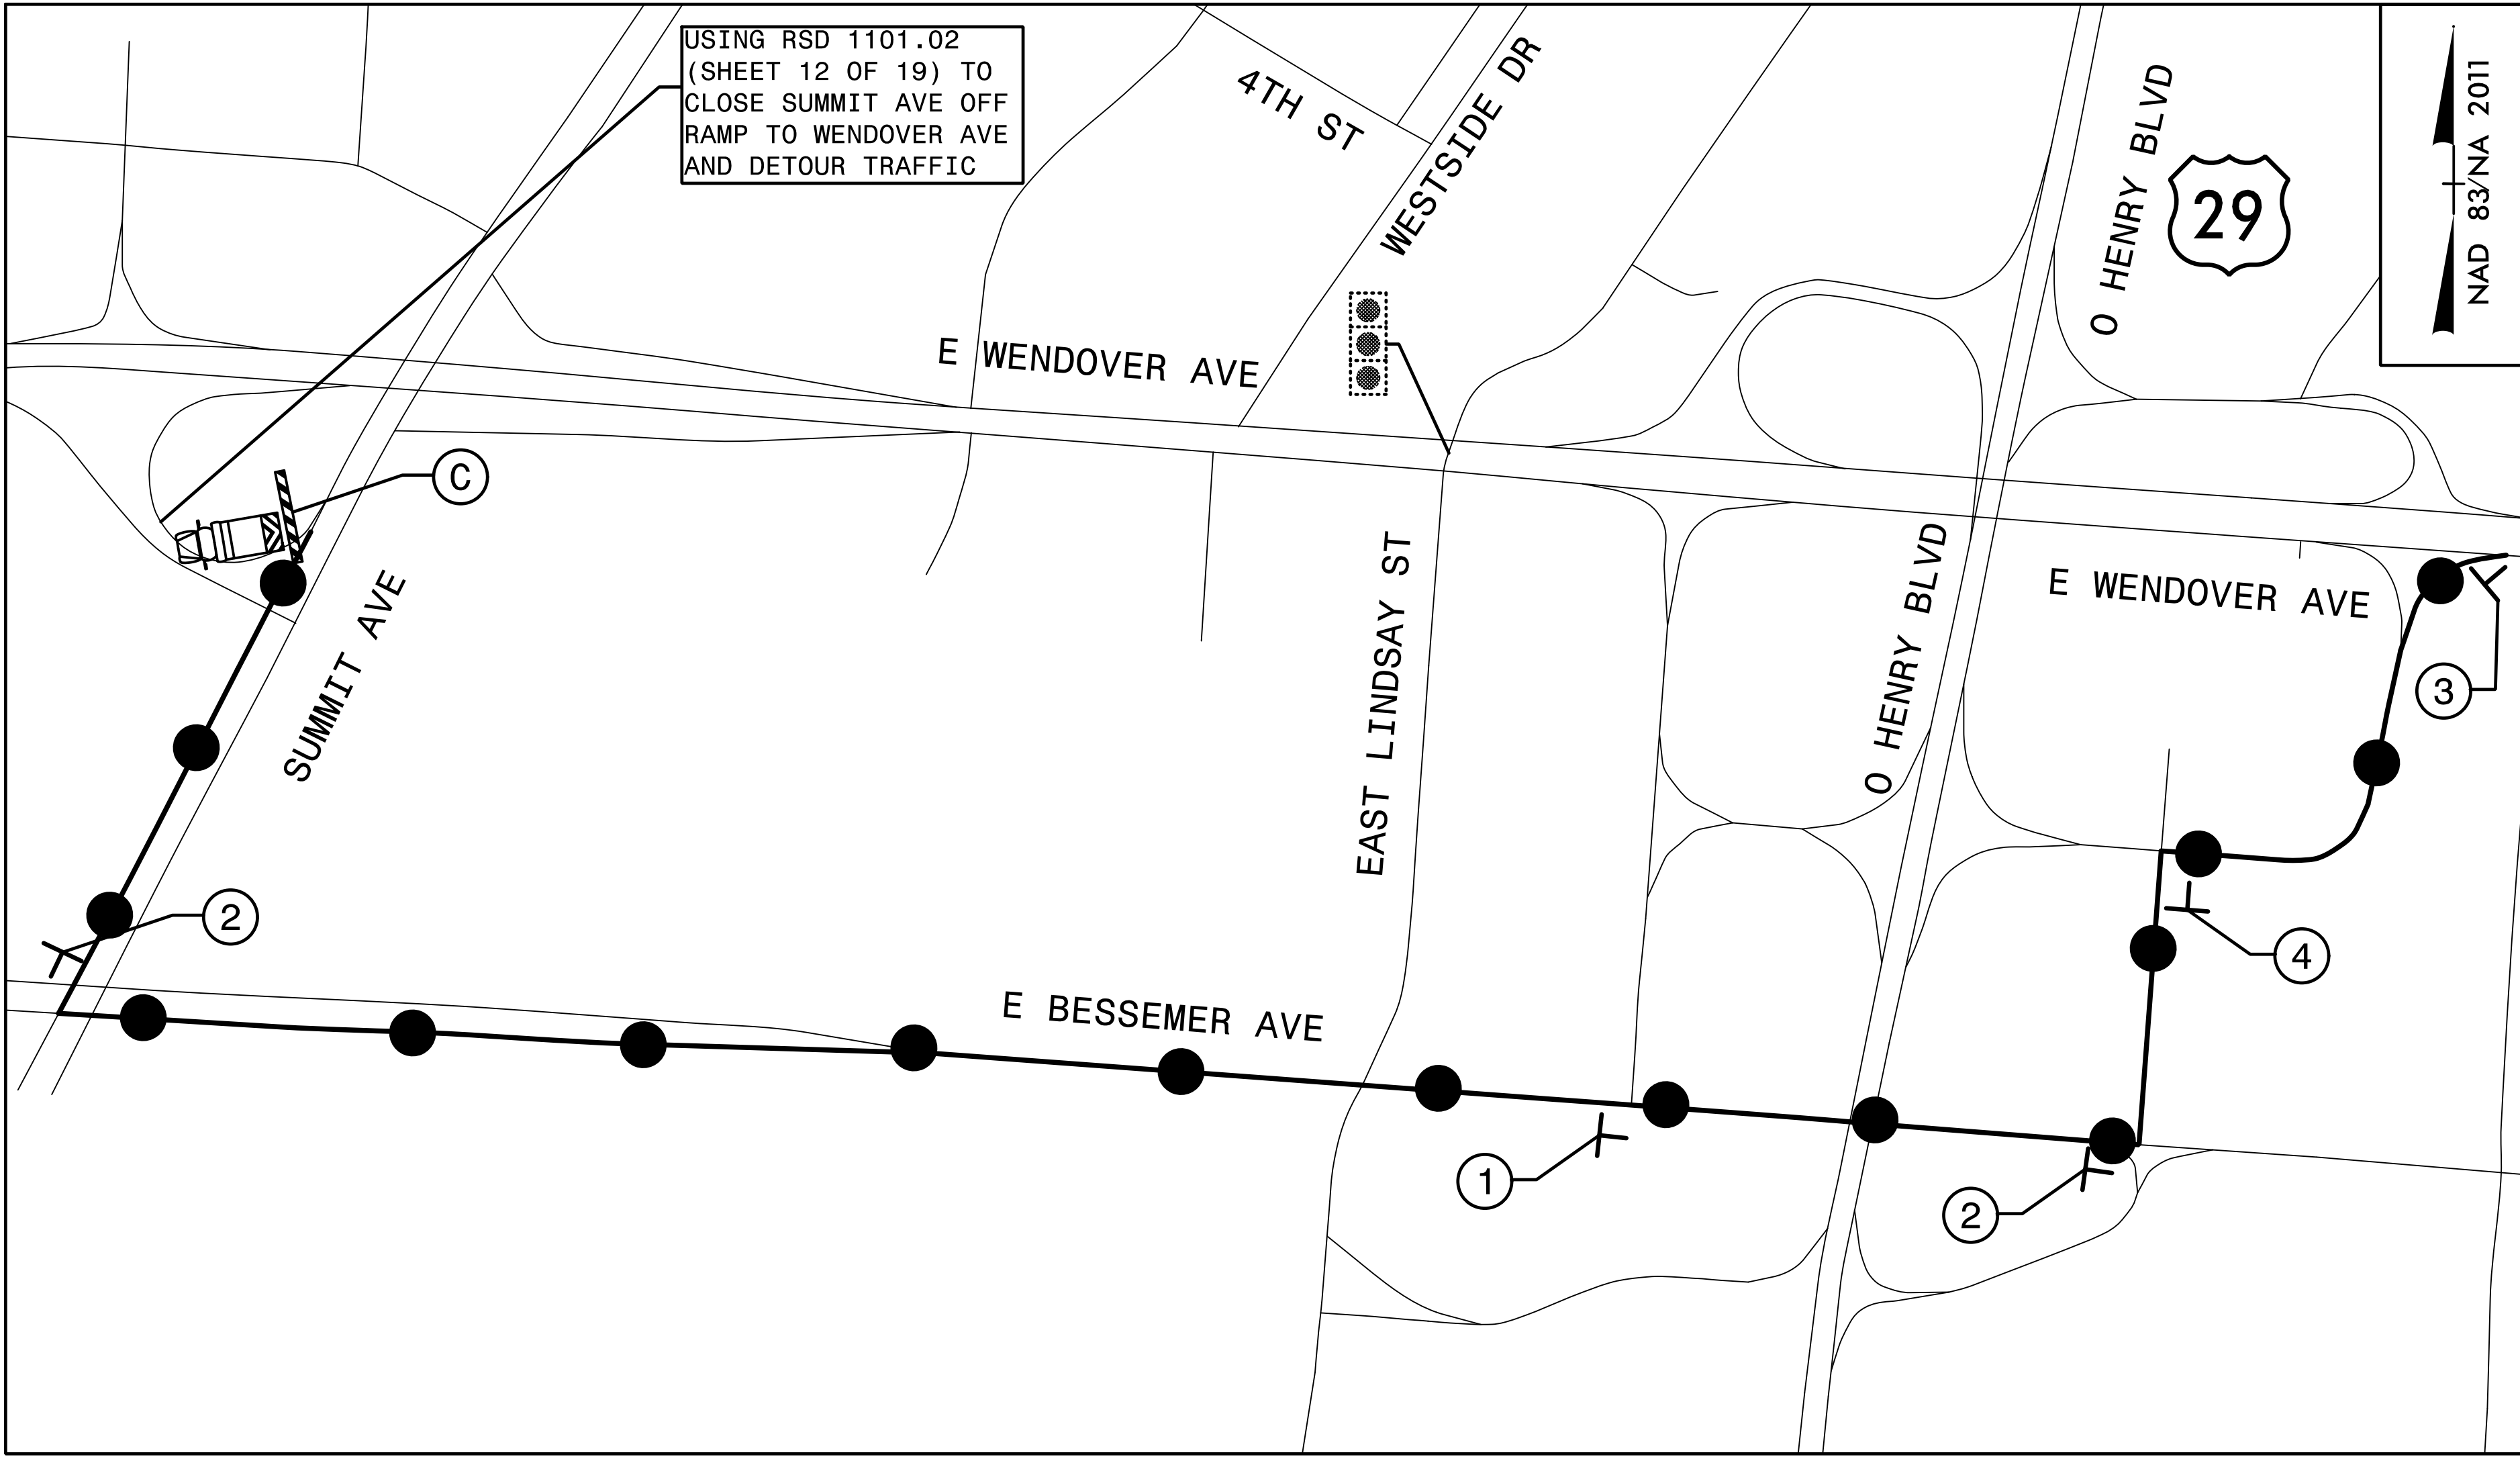 USING RSD 1101.02
(SHEET 12 OF 19) TO
CLOSE SUMMIT AVE OFF
RAMP TO WENDOVER AVE
AND DETOUR TRAFFIC
4TH ST
WESTSIDE DR
O HENRY BLVD
29
NAD 83/NA 2011
E WENDOVER AVE
C
SUMMIT AVE
EAST LINDSAY ST
O HENRY BLVD
E WENDOVER AVE
3
2
4
E BESSEMER AVE
1
2